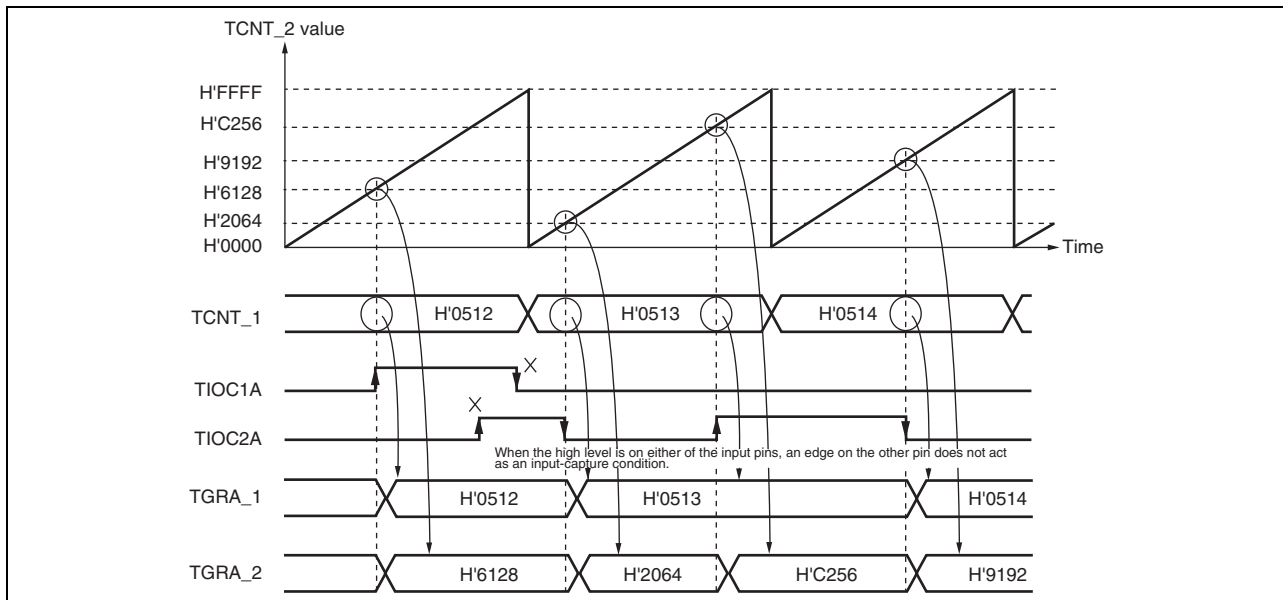 TCNT_2 value
H'FFFF
H'C256
H'9192
H'6128
H'2064
H'0000
Time
TCNT_1
H'0512
H'0513
H'0514
TIOC1A
X
X
TIOC2A
When the high level is on either of the input pins, an edge on the other pin does not act
as an input-capture condition.
TGRA_1
H'0512
H'0513
H'0514
TGRA_2
H'6128
H'2064
H'C256
H'9192